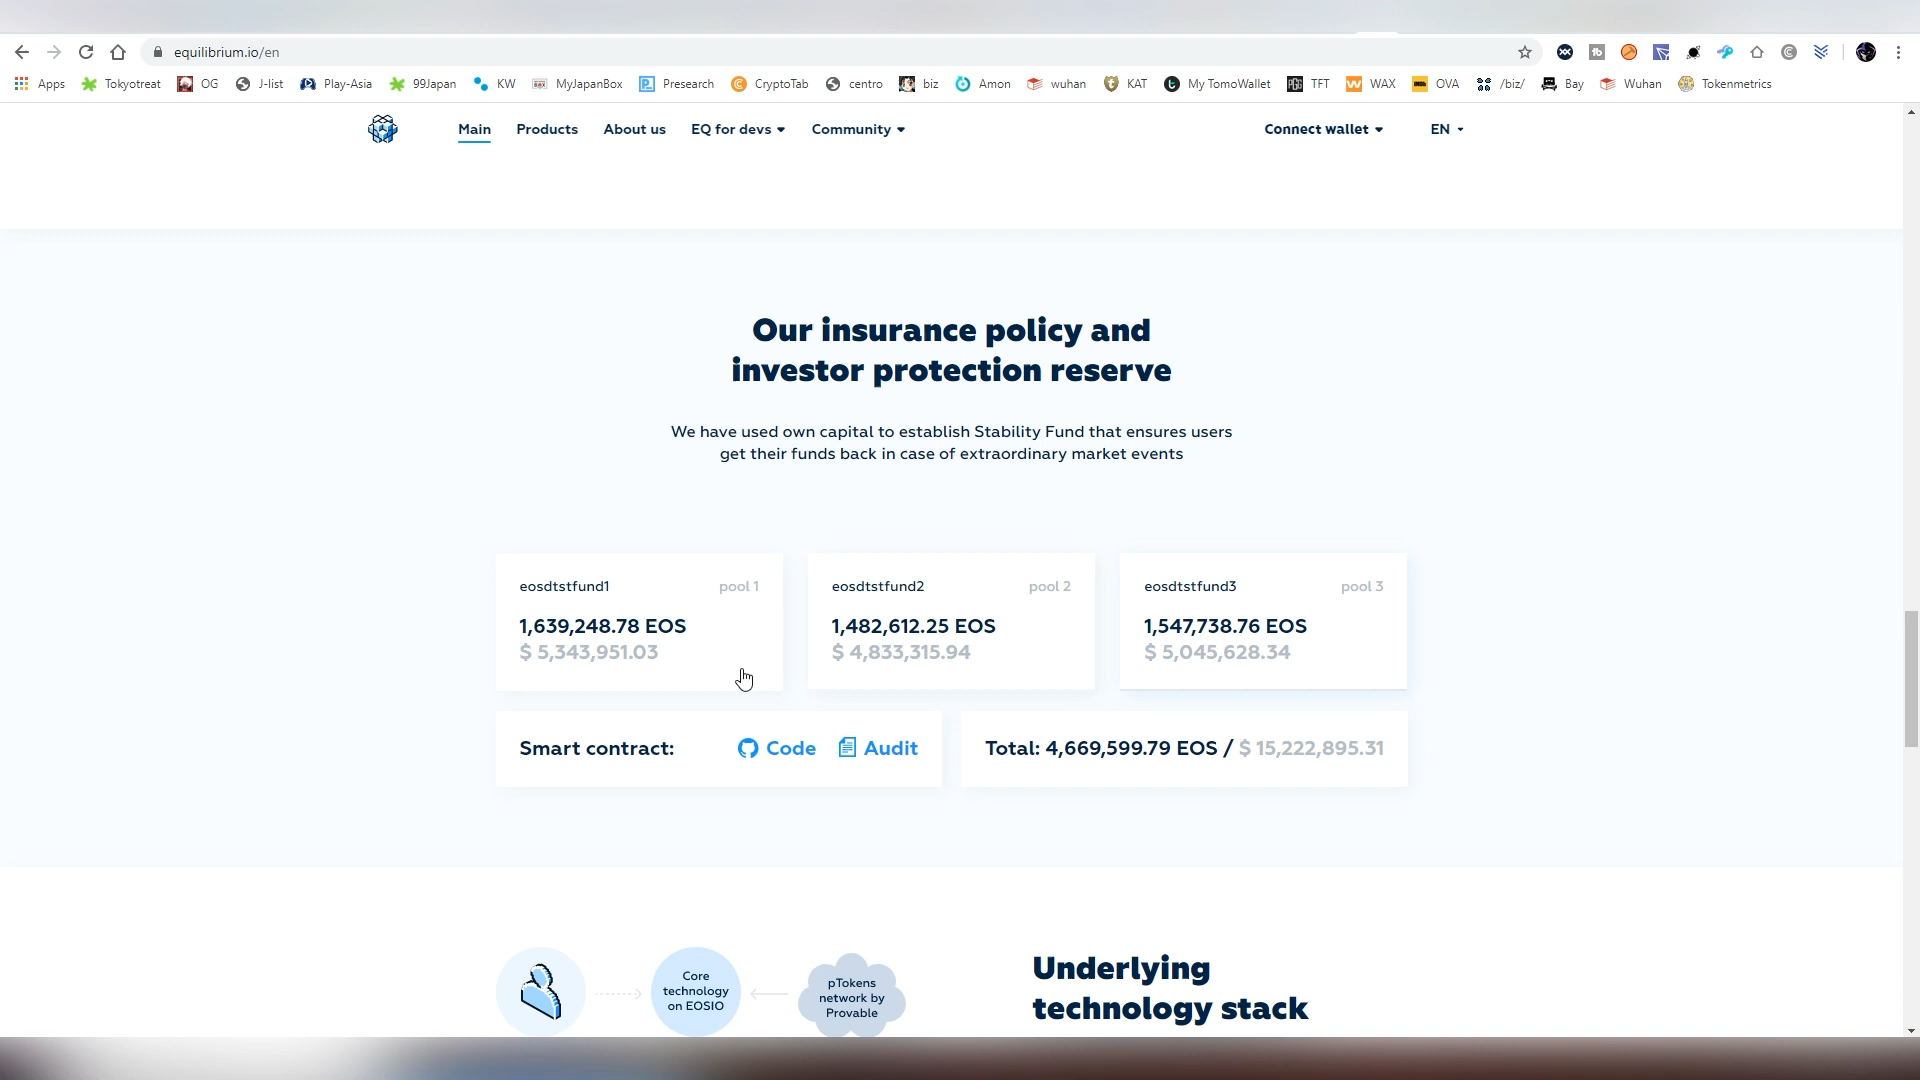 equilibrium.io/en
Apps Tokyotreat OG J-list Play-Asia 99Japan KW MyJapanBox Presearch CryptoTab centro biz Amon wuhan KAT My TomoWallet TFT WAX OVA /biz/ Bay Wuhan Tokenmetrics
Main Products About us EQ for devs Community Connect wallet EN
Our insurance policy and
investor protection reserve
We have used own capital to establish Stability Fund that ensures users
get their funds back in case of extraordinary market events
eosdtstfund1 pool 1
1,639,248.78 EOS
$ 5,343,951.03
eosdtstfund2 pool 2
1,482,612.25 EOS
$ 4,833,315.94
eosdtstfund3 pool 3
1,547,738.76 EOS
$ 5,045,628.34
Smart contract: Code Audit
Total: 4,669,599.79 EOS / $ 15,222,895.31
Core
technology
on EOSIO
pTokens
network by
Provable
Underlying
technology stack